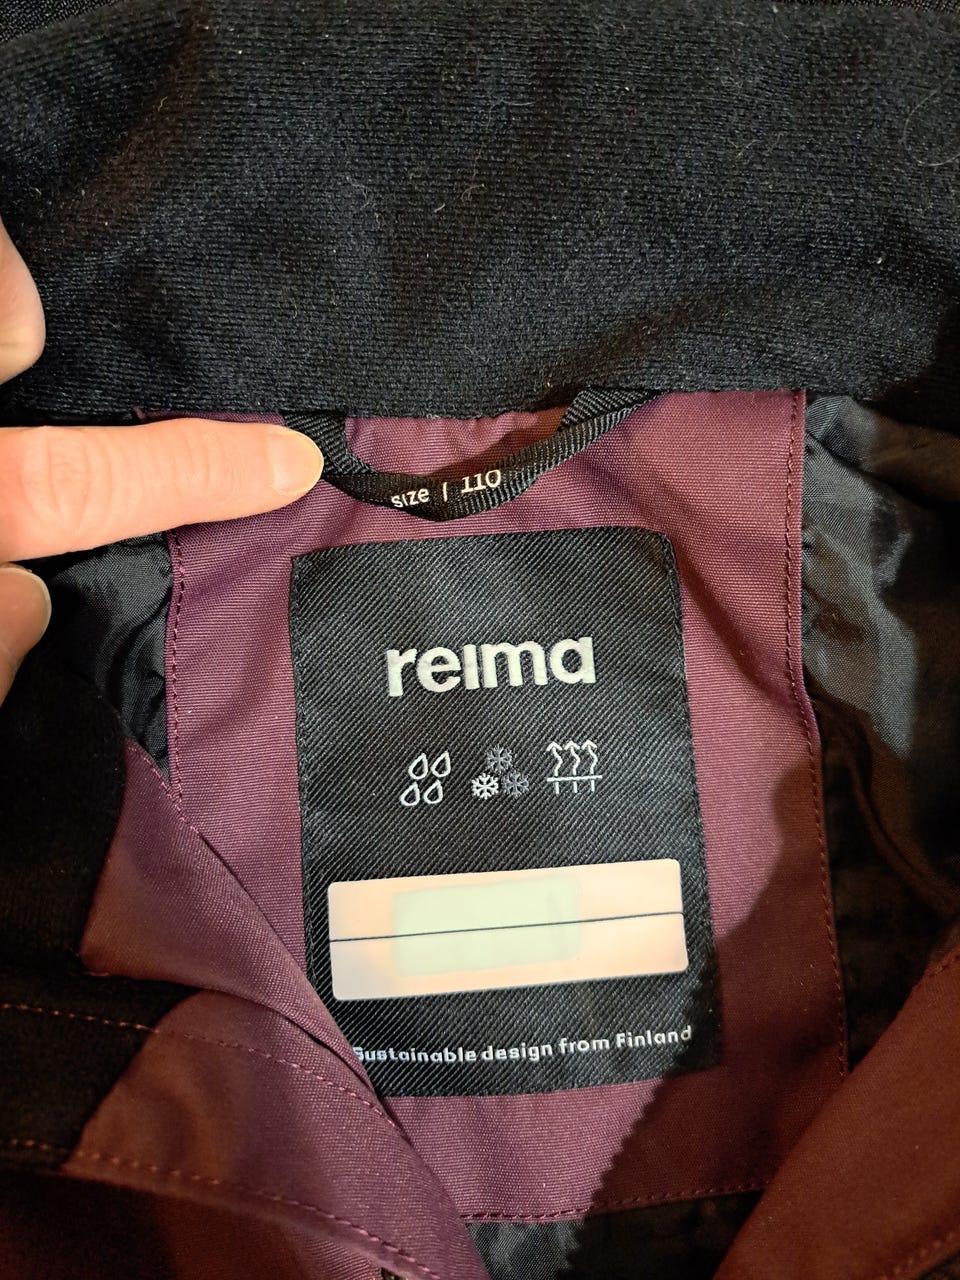 size | 110
reima
Sustainable design from Finland